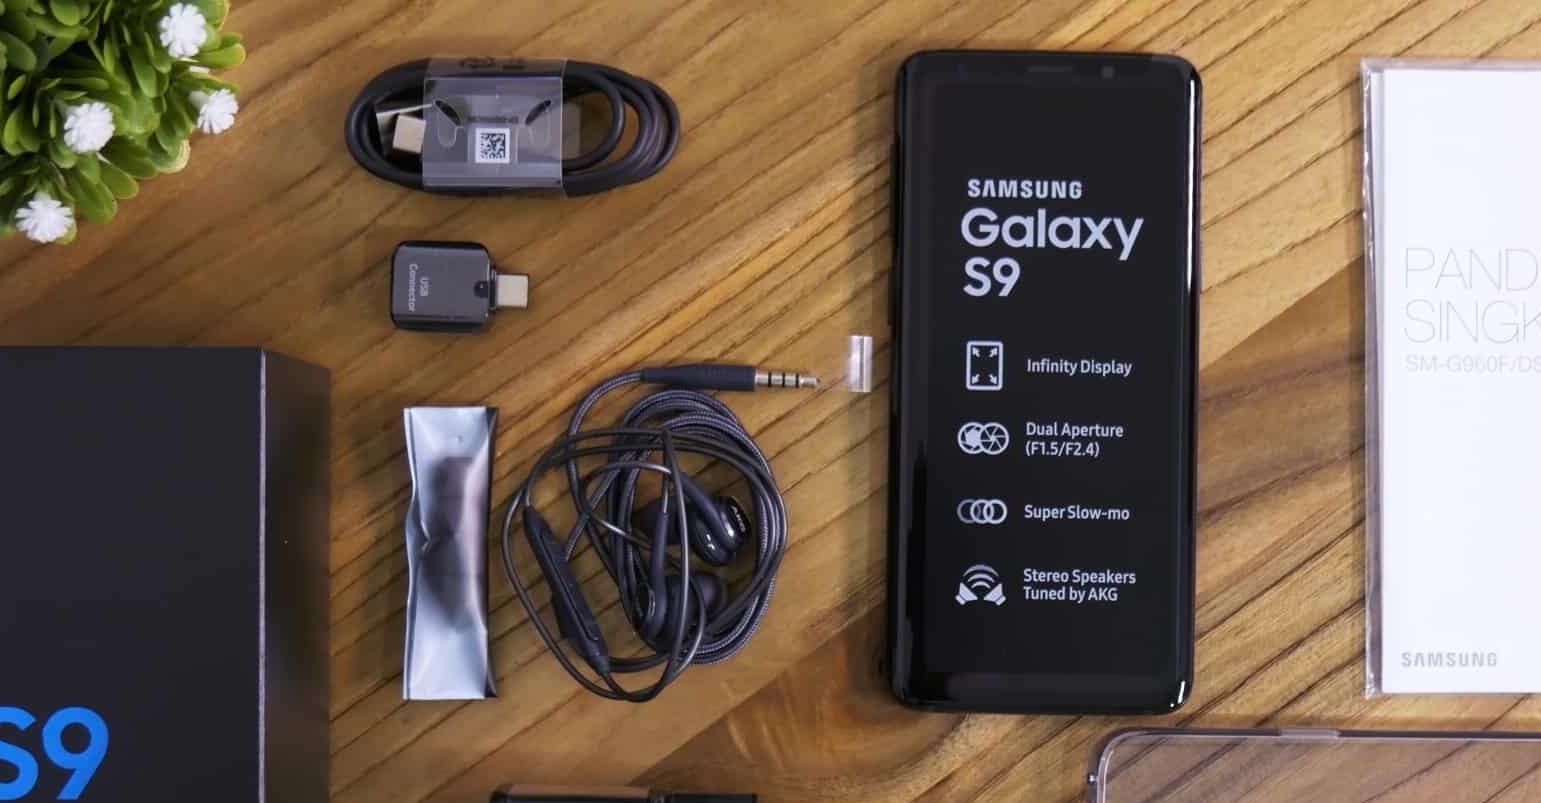 USB
Connector
S9
SAMSUNG
Galaxy
S9
Infinity Display
Dual Aperture
(F1.5/F2.4)
Super Slow-mo
Stereo Speakers
Tuned by AKG
AKG
PAND
SINGK
SM-G960F/DS
SAMSUNG